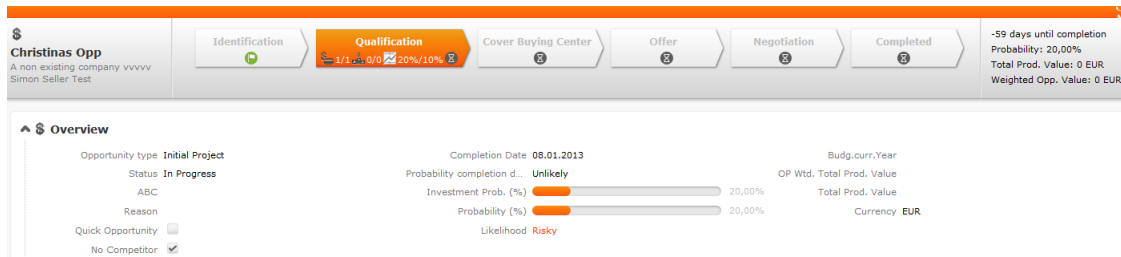 $
Christinas Opp
A non existing company vvvvv
Simon Seller Test
Identification
Qualification
1/1 0/0 20%/10%
Cover Buying Center
Offer
Negotiation
Completed
-59 days until completion
Probability: 20,00%
Total Prod. Value: 0 EUR
Weighted Opp. Value: 0 EUR
$ Overview
Opportunity type Initial Project
Status In Progress
ABC
Reason
Quick Opportunity
No Competitor
Completion Date 08.01.2013
Probability completion d... Unlikely
Investment Prob. (%) 20,00%
Probability (%) 20,00%
Likelihood Risky
Budg.curr.Year
OP Wtd. Total Prod. Value
Total Prod. Value
Currency EUR